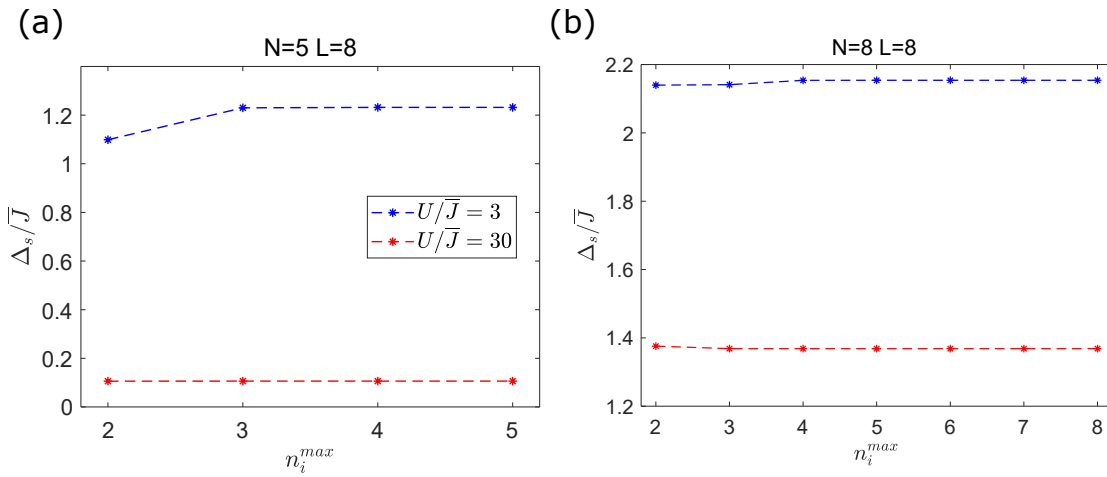 (a)
N=5 L=8
Δ_s/J̅
1.2
1
0.8
0.6
0.4
0.2
0
2
3
4
5
n_i^{max}
U/J̅ = 3
U/J̅ = 30
(b)
N=8 L=8
Δ_s/J̅
2.2
2
1.8
1.6
1.4
1.2
2
3
4
5
6
7
8
n_i^{max}